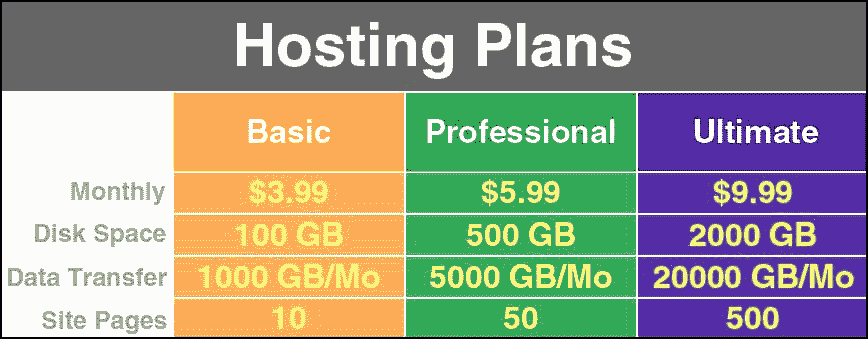 Hosting Plans
Basic Professional Ultimate
Monthly $3.99 $5.99 $9.99
Disk Space 100 GB 500 GB 2000 GB
Data Transfer 1000 GB/Mo 5000 GB/Mo 20000 GB/Mo
Site Pages 10 50 500